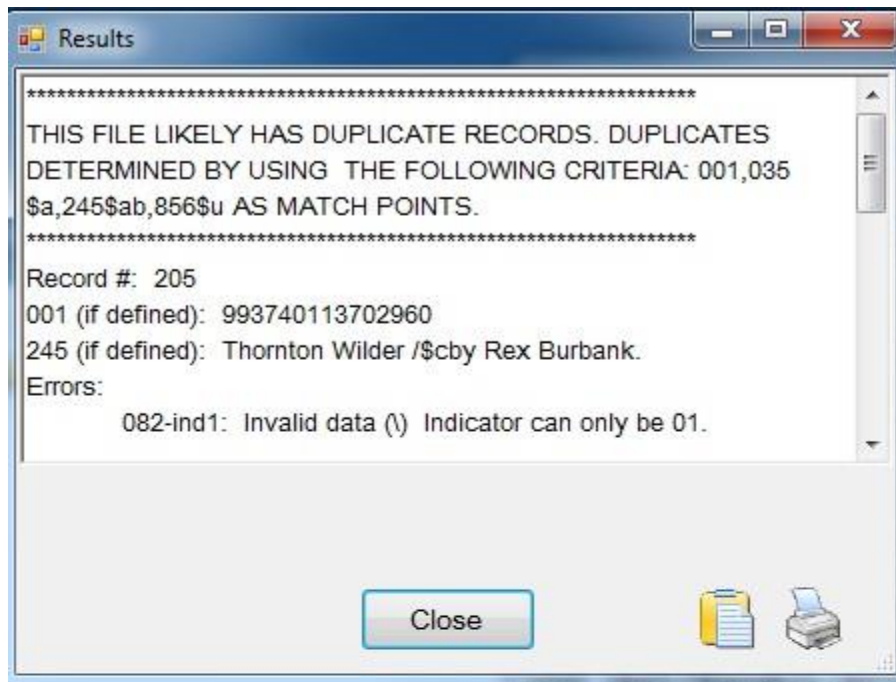 Results
*******************************************************************
THIS FILE LIKELY HAS DUPLICATE RECORDS. DUPLICATES
DETERMINED BY USING  THE FOLLOWING CRITERIA: 001,035
$a,245$ab,856$u AS MATCH POINTS.
*******************************************************************
Record #:  205
001 (if defined):  993740113702960
245 (if defined):  Thornton Wilder /$cby Rex Burbank.
Errors:
082-ind1:  Invalid data (\)  Indicator can only be 01.
Close